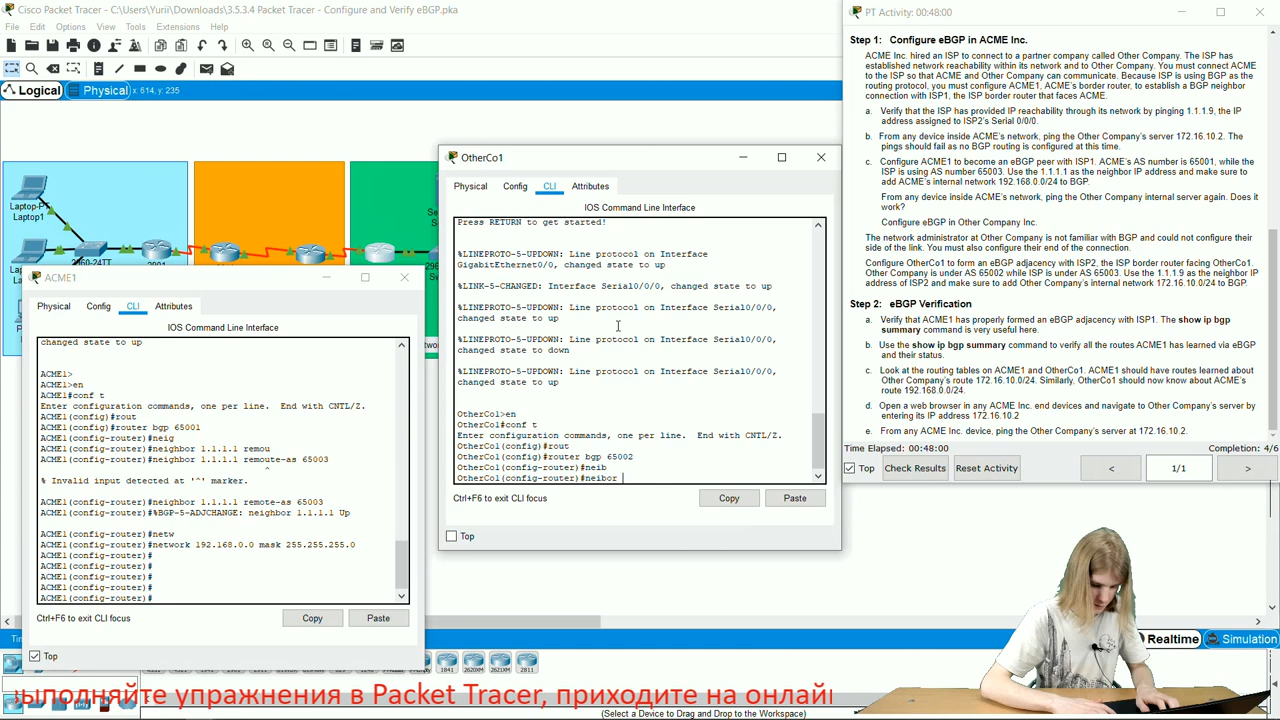 Cisco Packet Tracer - C:\Users\Yurii\Downloads\3.5.3.4 Packet Tracer - Configure and Verify eBGP.pka
File Edit Options View Tools Extensions Help
Logical Physical x: 614, y: 235
Laptop1
2960-24TT
ACME1
Physical Config CLI Attributes
IOS Command Line Interface
changed state to up
ACME1>
ACME1>en
ACME1#conf t
Enter configuration commands, one per line. End with CNTL/Z.
ACME1(config)#rout
ACME1(config)#router bgp 65001
ACME1(config-router)#neig
ACME1(config-router)#neighbor 1.1.1.1 remou
ACME1(config-router)#neighbor 1.1.1.1 remoute-as 65003
^
% Invalid input detected at '^' marker.
ACME1(config-router)#neighbor 1.1.1.1 remote-as 65003
ACME1(config-router)#%BGP-5-ADJCHANGE: neighbor 1.1.1.1 Up
ACME1(config-router)#netw
ACME1(config-router)#network 192.168.0.0 mask 255.255.255.0
ACME1(config-router)#
ACME1(config-router)#
ACME1(config-router)#
ACME1(config-router)#
ACME1(config-router)#
Ctrl+F6 to exit CLI focus
Copy Paste
Top
OtherCo1
Physical Config CLI Attributes
IOS Command Line Interface
Press RETURN to get started!
%LINEPROTO-5-UPDOWN: Line protocol on Interface
GigabitEthernet0/0, changed state to up
%LINK-5-CHANGED: Interface Serial0/0/0, changed state to up
%LINEPROTO-5-UPDOWN: Line protocol on Interface Serial0/0/0,
changed state to up
%LINEPROTO-5-UPDOWN: Line protocol on Interface Serial0/0/0,
changed state to down
%LINEPROTO-5-UPDOWN: Line protocol on Interface Serial0/0/0,
changed state to up
OtherCo1>en
OtherCo1#conf t
Enter configuration commands, one per line. End with CNTL/Z.
OtherCo1(config)#rout
OtherCo1(config)#router bgp 65002
OtherCo1(config-router)#neib
OtherCo1(config-router)#neibor
Ctrl+F6 to exit CLI focus
Copy Paste
Top
PT Activity: 00:48:00
Step 1: Configure eBGP in ACME Inc.
ACME Inc. hired an ISP to connect to a partner company called Other Company. The ISP has
established network reachability within its network and to Other Company. You must connect ACME
to the ISP so that ACME and Other Company can communicate. Because ISP is using BGP as the
routing protocol, you must configure ACME1, ACME's border router, to establish a BGP neighbor
connection with ISP1, the ISP border router that faces ACME.
a. Verify that the ISP has provided IP reachability through its network by pinging 1.1.1.9, the IP
address assigned to ISP2's Serial 0/0/0.
b. From any device inside ACME's network, ping the Other Company's server 172.16.10.2. The
pings should fail as no BGP routing is configured at this time.
c. Configure ACME1 to become an eBGP peer with ISP1. ACME's AS number is 65001, while the
ISP is using AS number 65003. Use the 1.1.1.1 as the neighbor IP address and make sure to
add ACME's internal network 192.168.0.0/24 to BGP.
From any device inside ACME's network, ping the Other Company internal server again. Does it
work?
Configure eBGP in Other Company Inc.
The network administrator at Other Company is not familiar with BGP and could not configure their
side of the link. You must also configure their end of the connection.
Configure OtherCo1 to form an eBGP adjacency with ISP2, the ISP border router facing OtherCo1.
Other Company is under AS 65002 while ISP is under AS 65003. Use the 1.1.1.9 as the neighbor IP
address of ISP2 and make sure to add Other Company's internal network 172.16.10.0/24 to BGP.
Step 2: eBGP Verification
a. Verify that ACME1 has properly formed an eBGP adjacency with ISP1. The show ip bgp
summary command is very useful here.
b. Use the show ip bgp summary command to verify all the routes ACME1 has learned via eBGP
and their status.
c. Look at the routing tables on ACME1 and OtherCo1. ACME1 should have routes learned about
Other Company's route 172.16.10.0/24. Similarly, OtherCo1 should now know about ACME's
route 192.168.0.0/24.
d. Open a web browser in any ACME Inc. end devices and navigate to Other Company's server by
entering its IP address 172.16.10.2
e. From any ACME Inc. device, ping the Other Company's server at 172.16.10.2.
Time Elapsed: 00:48:00 Completion: 4/6
Top Check Results Reset Activity < 1/1 >
Realtime Simulation
1841 2620XM 2621XM 2811
ыполняйте упражнения в Packet Tracer, приходите на онлай
(Select a Device to Drag and Drop to the Workspace)